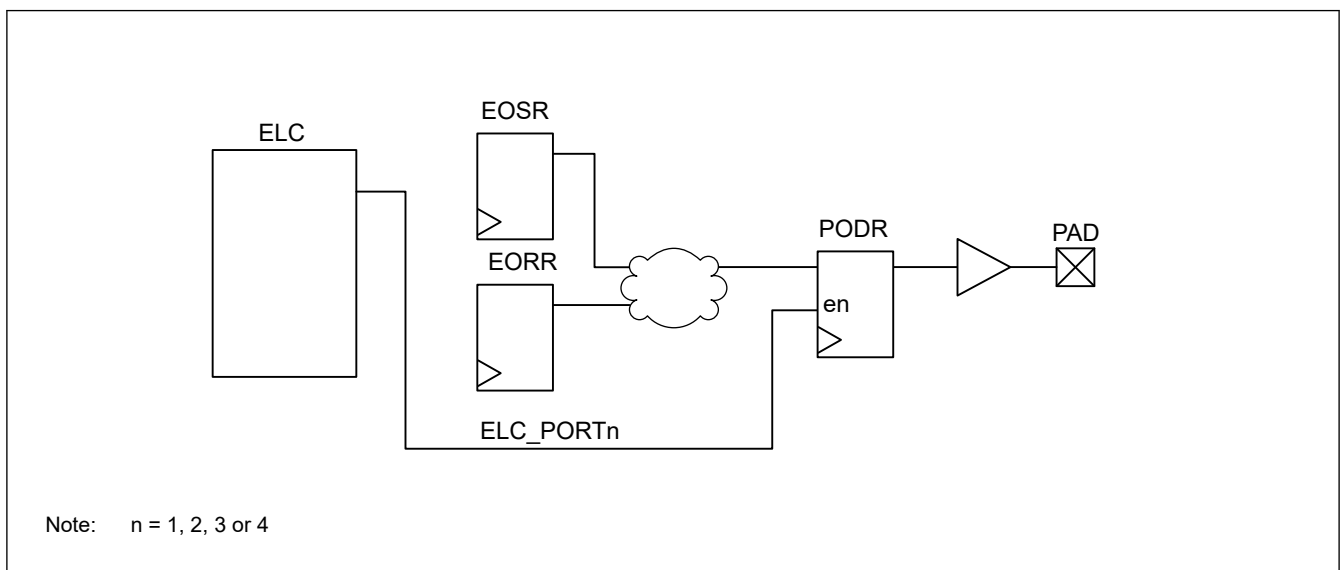 EOSR
ELC
PODR
PAD
EORR
en
ELC_PORTn
Note: n = 1, 2, 3 or 4